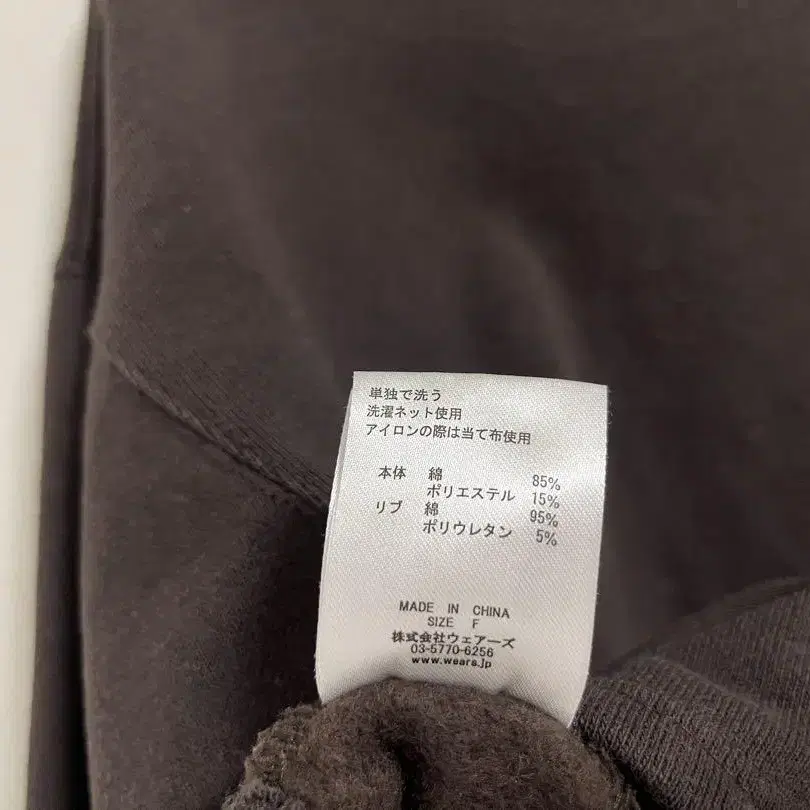 単独で洗う
洗濯ネット使用
アイロンの際は当て布使用
本体 綿 85%
ポリエステル 15%
リブ 綿 95%
ポリウレタン 5%
MADE IN CHINA
SIZE F
株式会社ウェアーズ
03-5770-6256
www.wears.jp